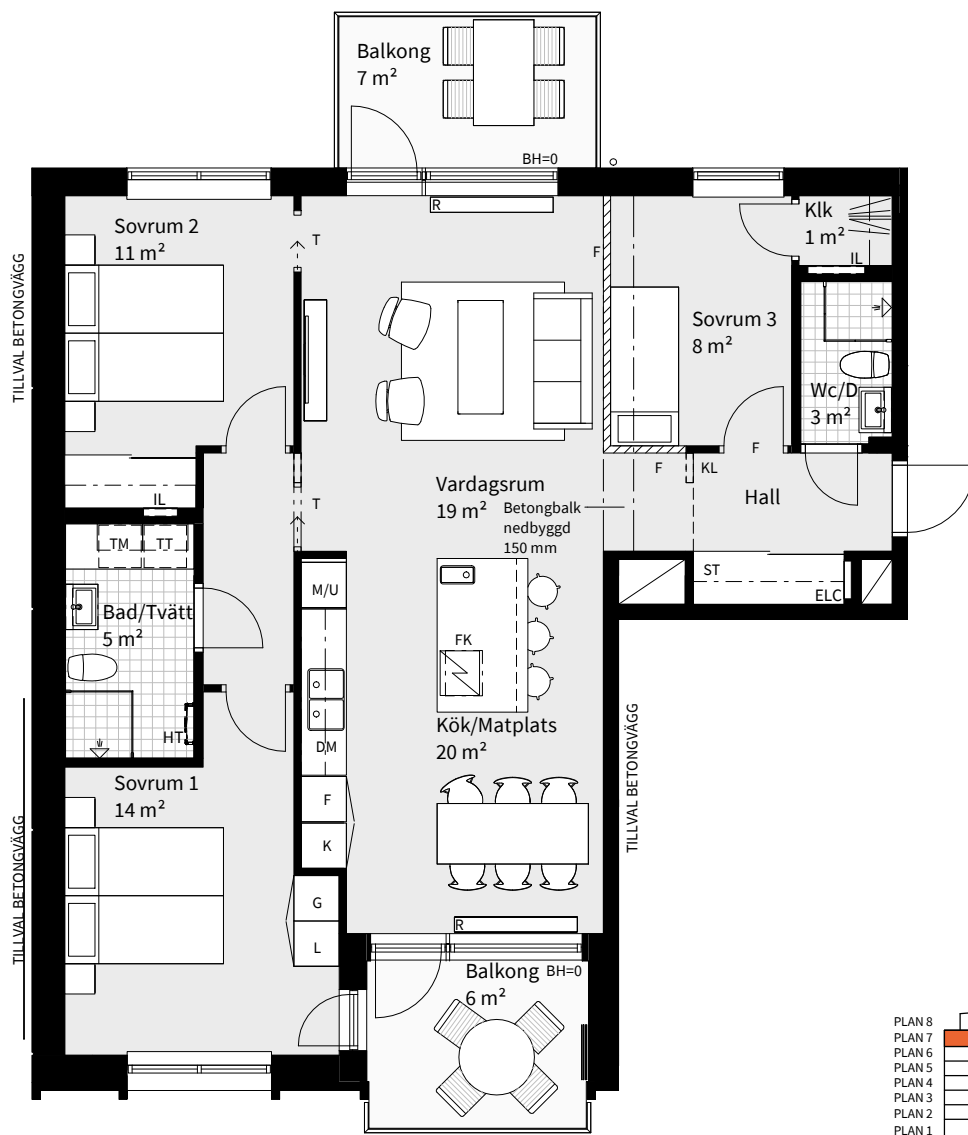 Balkong
7 m²
BH=0
R
Sovrum 2
11 m²
T
F
Klk
1 m²
IL
TILLVAL BETONGVÄGG
Sovrum 3
8 m²
Wc/D
3 m²
F
F
KL
IL
T
Vardagsrum
19 m²
Betongbalk
nedbyggd
150 mm
Hall
TM
TT
ST
ELC
M/U
Bad/Tvätt
5 m²
FK
Kök/Matplats
20 m²
HT
DM
TILLVAL BETONGVÄGG
Sovrum 1
14 m²
F
K
TILLVAL BETONGVÄGG
G
L
R
Balkong
6 m²
BH=0
PLAN 8
PLAN 7
PLAN 6
PLAN 5
PLAN 4
PLAN 3
PLAN 2
PLAN 1